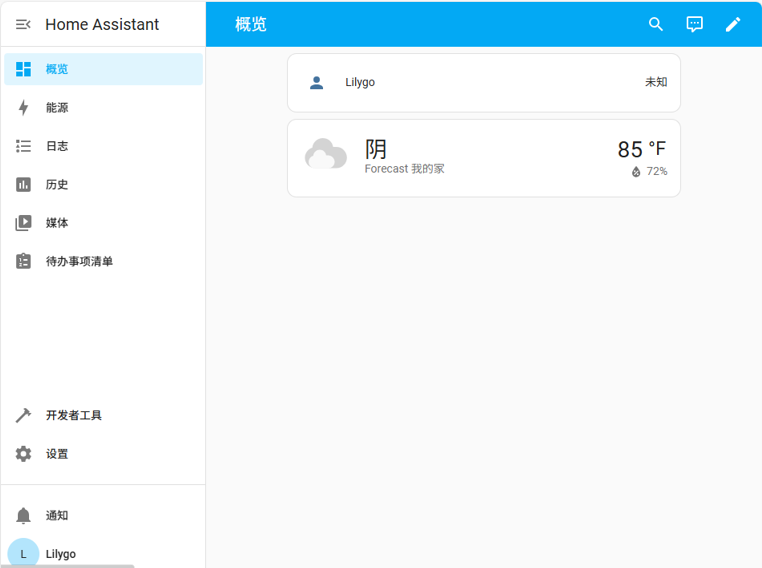 Home Assistant
概览
能源
日志
历史
媒体
待办事项清单
开发者工具
设置
通知
L
Lilygo
概览
Lilygo
未知
阴
Forecast 我的家
85 °F
72%